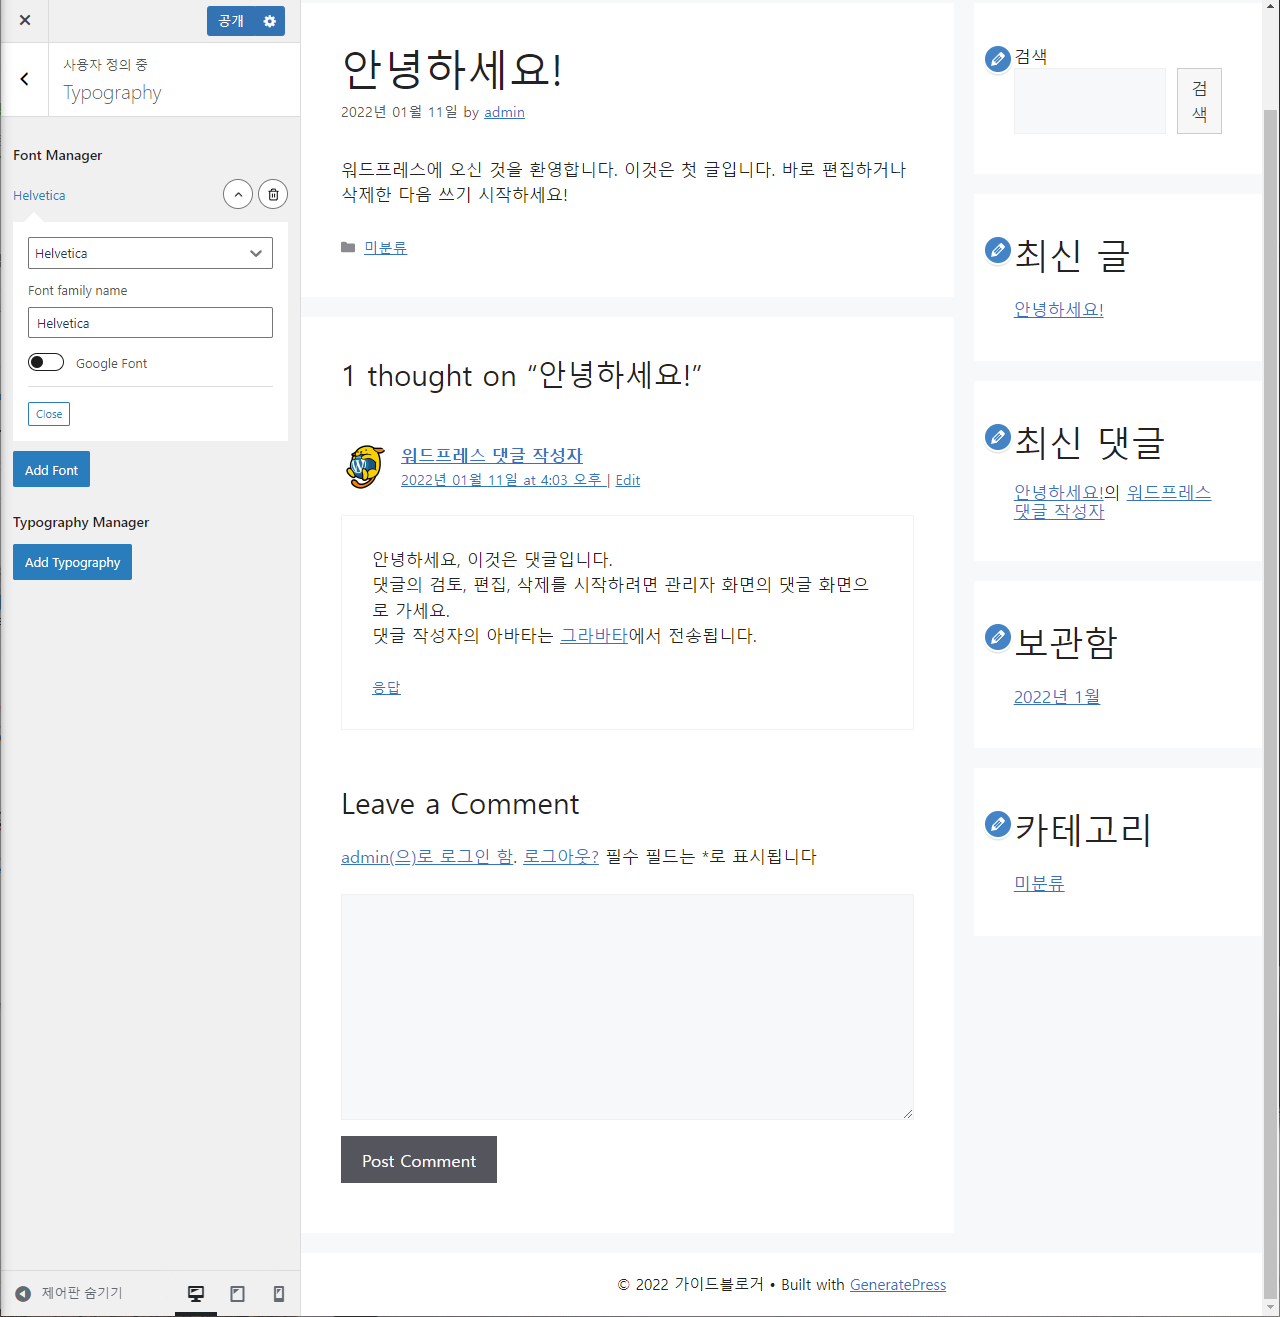 공개
사용자 정의 중
Typography
Font Manager
Helvetica
Helvetica
Font family name
Helvetica
Google Font
Close
Add Font
Typography Manager
Add Typography
제어판 숨기기
안녕하세요!
2022년 01월 11일 by admin
워드프레스에 오신 것을 환영합니다. 이것은 첫 글입니다. 바로 편집하거나
삭제한 다음 쓰기 시작하세요!
미분류
1 thought on “안녕하세요!”
워드프레스 댓글 작성자
2022년 01월 11일 at 4:03 오후 | Edit
안녕하세요, 이것은 댓글입니다.
댓글의 검토, 편집, 삭제를 시작하려면 관리자 화면의 댓글 화면으
로 가세요.
댓글 작성자의 아바타는 그라바타에서 전송됩니다.
응답
Leave a Comment
admin(으)로 로그인 함. 로그아웃? 필수 필드는 *로 표시됩니다
Post Comment
검색
검
색
최신 글
안녕하세요!
최신 댓글
안녕하세요!의 워드프레스
댓글 작성자
보관함
2022년 1월
카테고리
미분류
© 2022 가이드블로거 • Built with GeneratePress